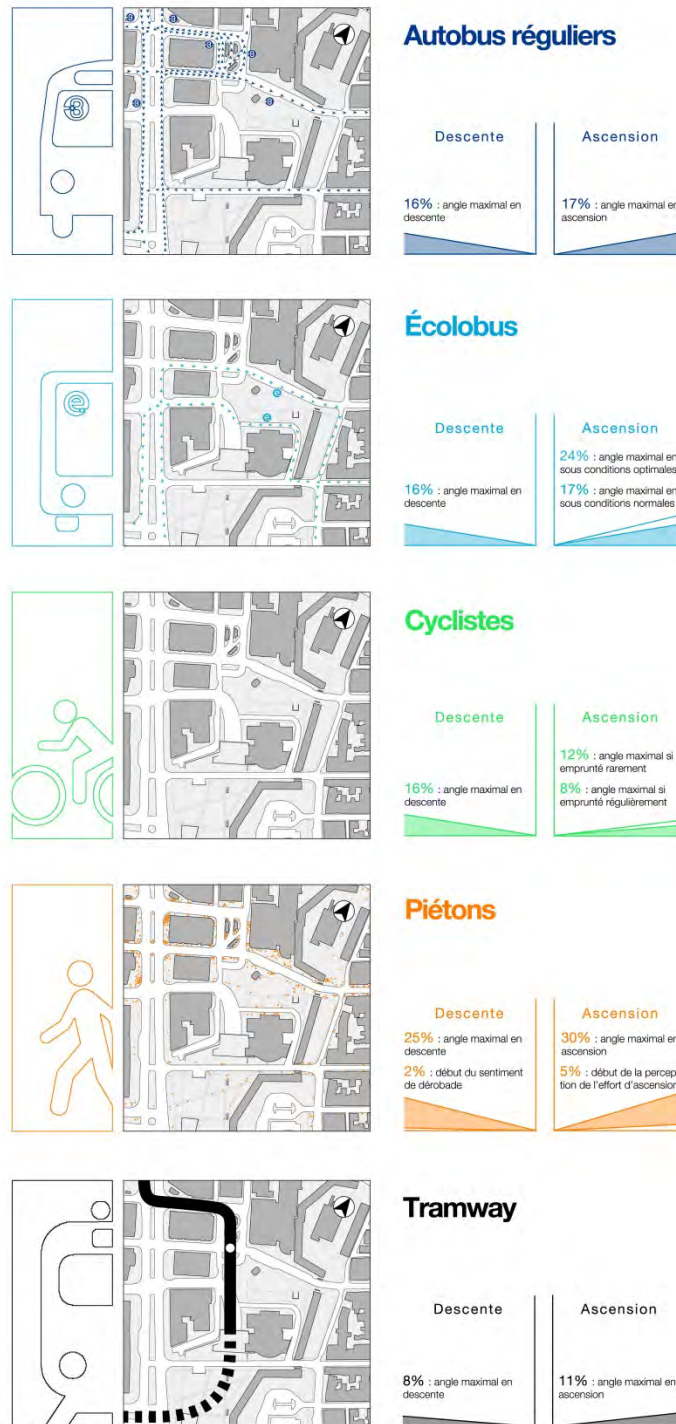 Autobus réguliers
Descente
Ascension
16% : angle maximal en
descente
17% : angle maximal en
ascension
Écolobus
Descente
Ascension
16% : angle maximal en
descente
24% : angle maximal en
sous conditions optimales
17% : angle maximal en
sous conditions normales
Cyclistes
Descente
Ascension
16% : angle maximal en
descente
12% : angle maximal si
emprunté rarement
8% : angle maximal si
emprunté régulièrement
Piétons
Descente
Ascension
25% : angle maximal en
descente
2% : début du sentiment
de dérobade
30% : angle maximal en
ascension
5% : début de la percep
tion de l'effort d'ascension
Tramway
Descente
Ascension
8% : angle maximal en
descente
11% : angle maximal en
ascension